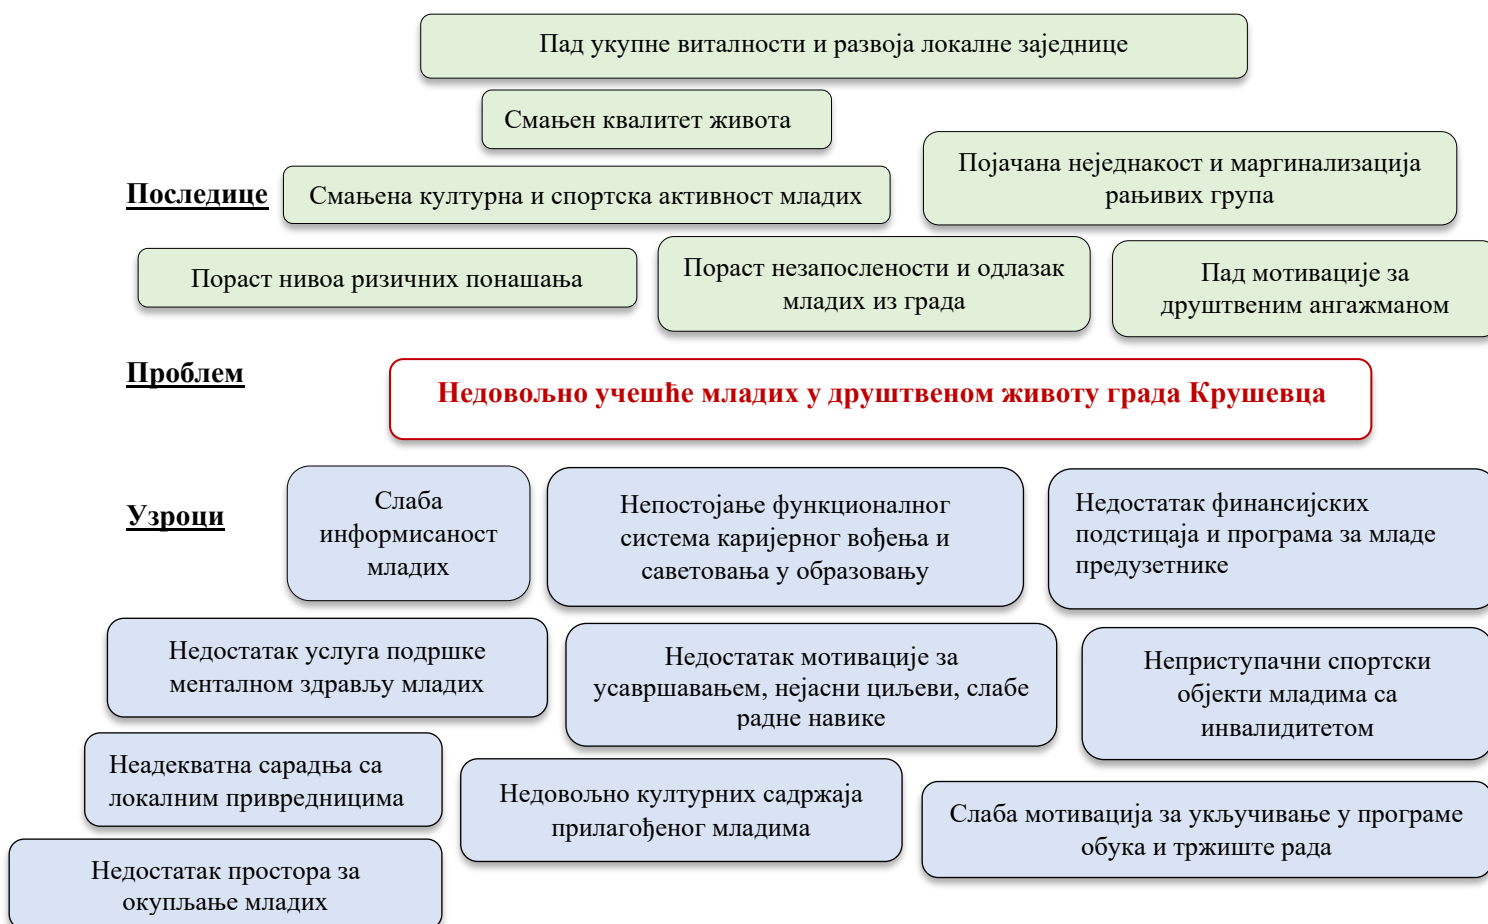 Пад укупне виталности и развоја локалне заједнице
Смањен квалитет живота
Појачана неједнакост и маргинализација
рањивих група
Последице
Смањена културна и спортска активност младих
Пораст нивоа ризичних понашања
Пораст незапослености и одлазак
младих из града
Пад мотивације за
друштвеним ангажманом
Проблем
Недовољно учешће младих у друштвеном животу града Крушевца
Узроци
Слаба
информисаност
младих
Непостојање функционалног
система каријерног вођења и
саветовања у образовању
Недостатак финансијских
подстицаја и програма за младе
предузетнике
Недостатак услуга подршке
менталном здрављу младих
Недостатак мотивације за
усавршавањем, нејасни циљеви, слабе
радне навике
Неприступачни спортски
објекти младима са
инвалидитетом
Неадекватна сарадња са
локалним привредницима
Недовољно културних садржаја
прилагођеног младима
Слаба мотивација за укључивање у програме
обука и тржиште рада
Недостатак простора за
окупљање младих